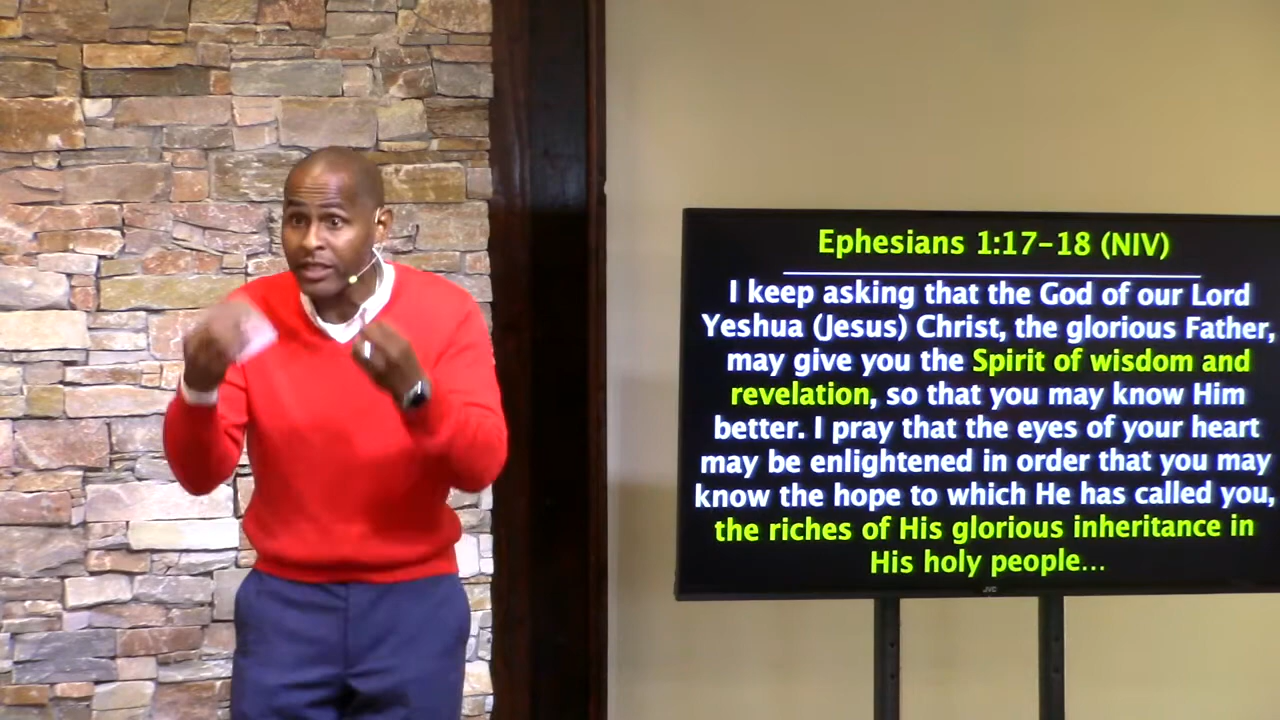 Ephesians 1:17–18 (NIV)
I keep asking that the God of our Lord
Yeshua (Jesus) Christ, the glorious Father,
may give you the Spirit of wisdom and
revelation, so that you may know Him
better. I pray that the eyes of your heart
may be enlightened in order that you may
know the hope to which He has called you,
the riches of His glorious inheritance in
His holy people...
JVC